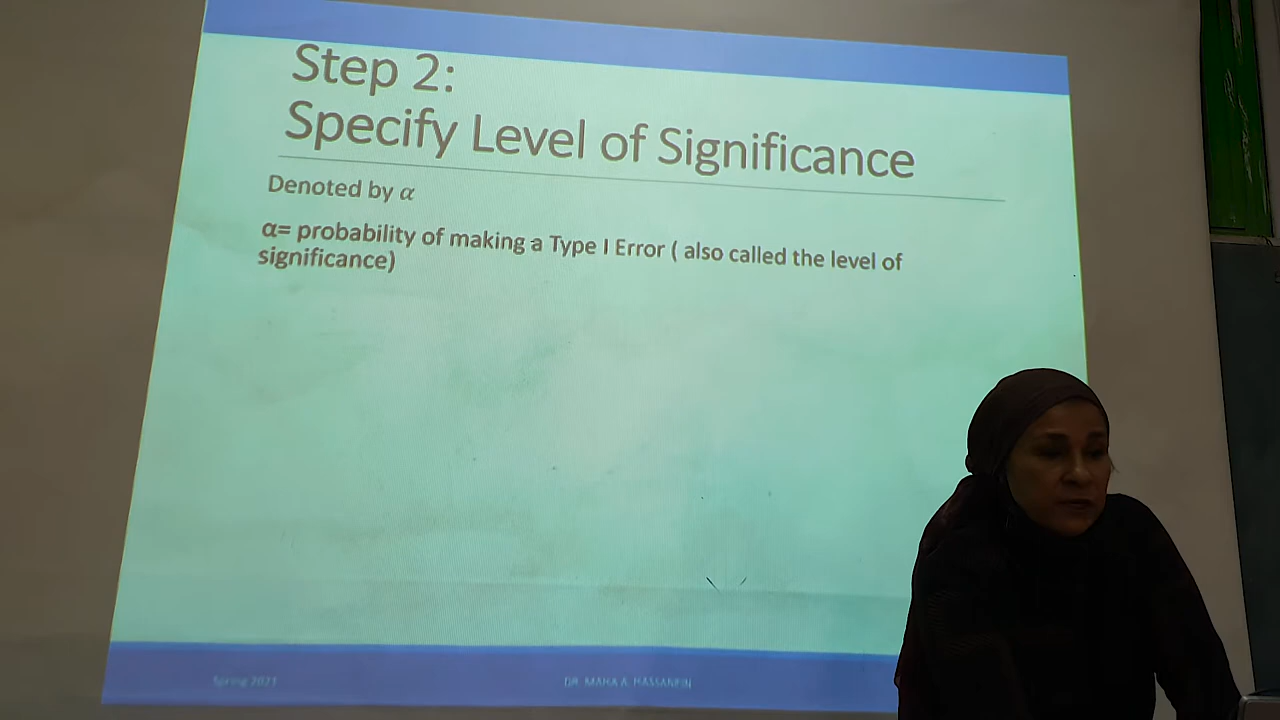 Step 2:
Specify Level of Significance
Denoted by α
α= probability of making a Type I Error ( also called the level of
significance)
Spring 2021
DR. MAHA A. HASSANEIN